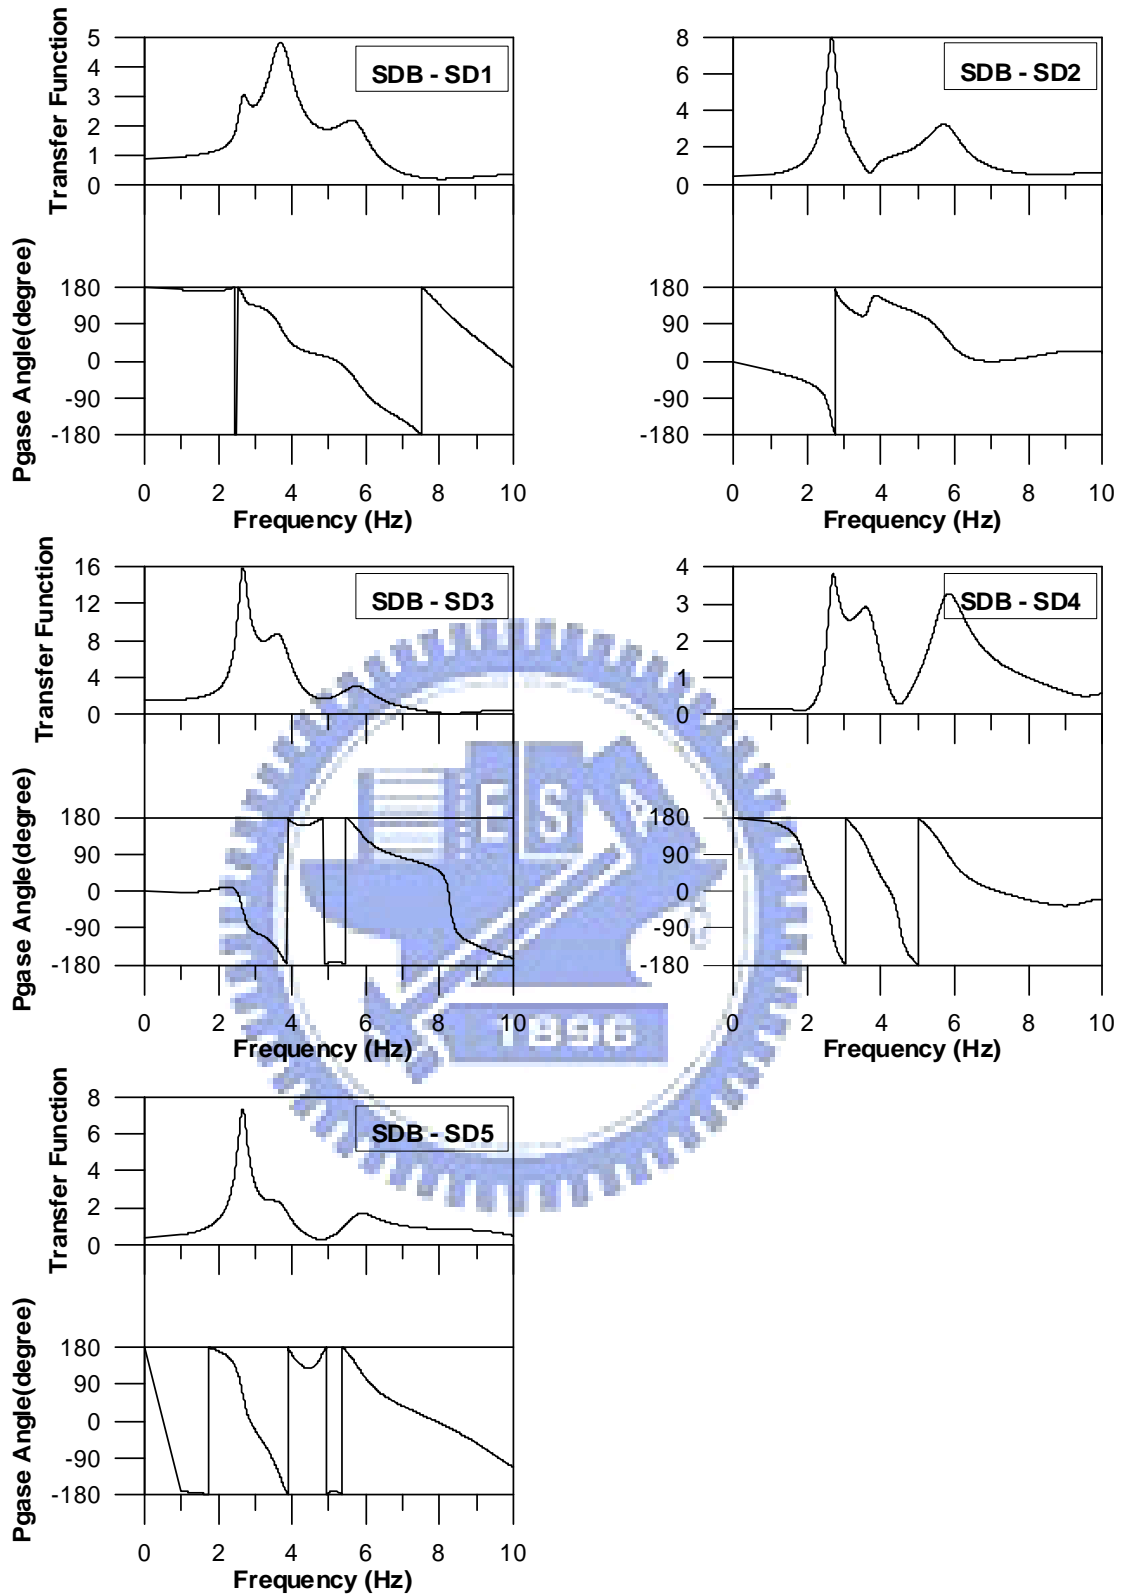 Transfer Function
5
4
3
2
1
0
SDB - SD1
Pgase Angle(degree)
180
90
0
-90
-180
0 2 4 6 8 10
Frequency (Hz)
8
6
4
2
0
SDB - SD2
180
90
0
-90
-180
0 2 4 6 8 10
Frequency (Hz)
Transfer Function
16
12
8
4
0
SDB - SD3
Pgase Angle(degree)
180
90
0
-90
-180
0 2 4 6 8 10
Frequency (Hz)
4
3
2
1
0
SDB - SD4
180
90
0
-90
-180
0 2 4 6 8 10
Frequency (Hz)
E S A
1896
Transfer Function
8
6
4
2
0
SDB - SD5
Pgase Angle(degree)
180
90
0
-90
-180
0 2 4 6 8 10
Frequency (Hz)